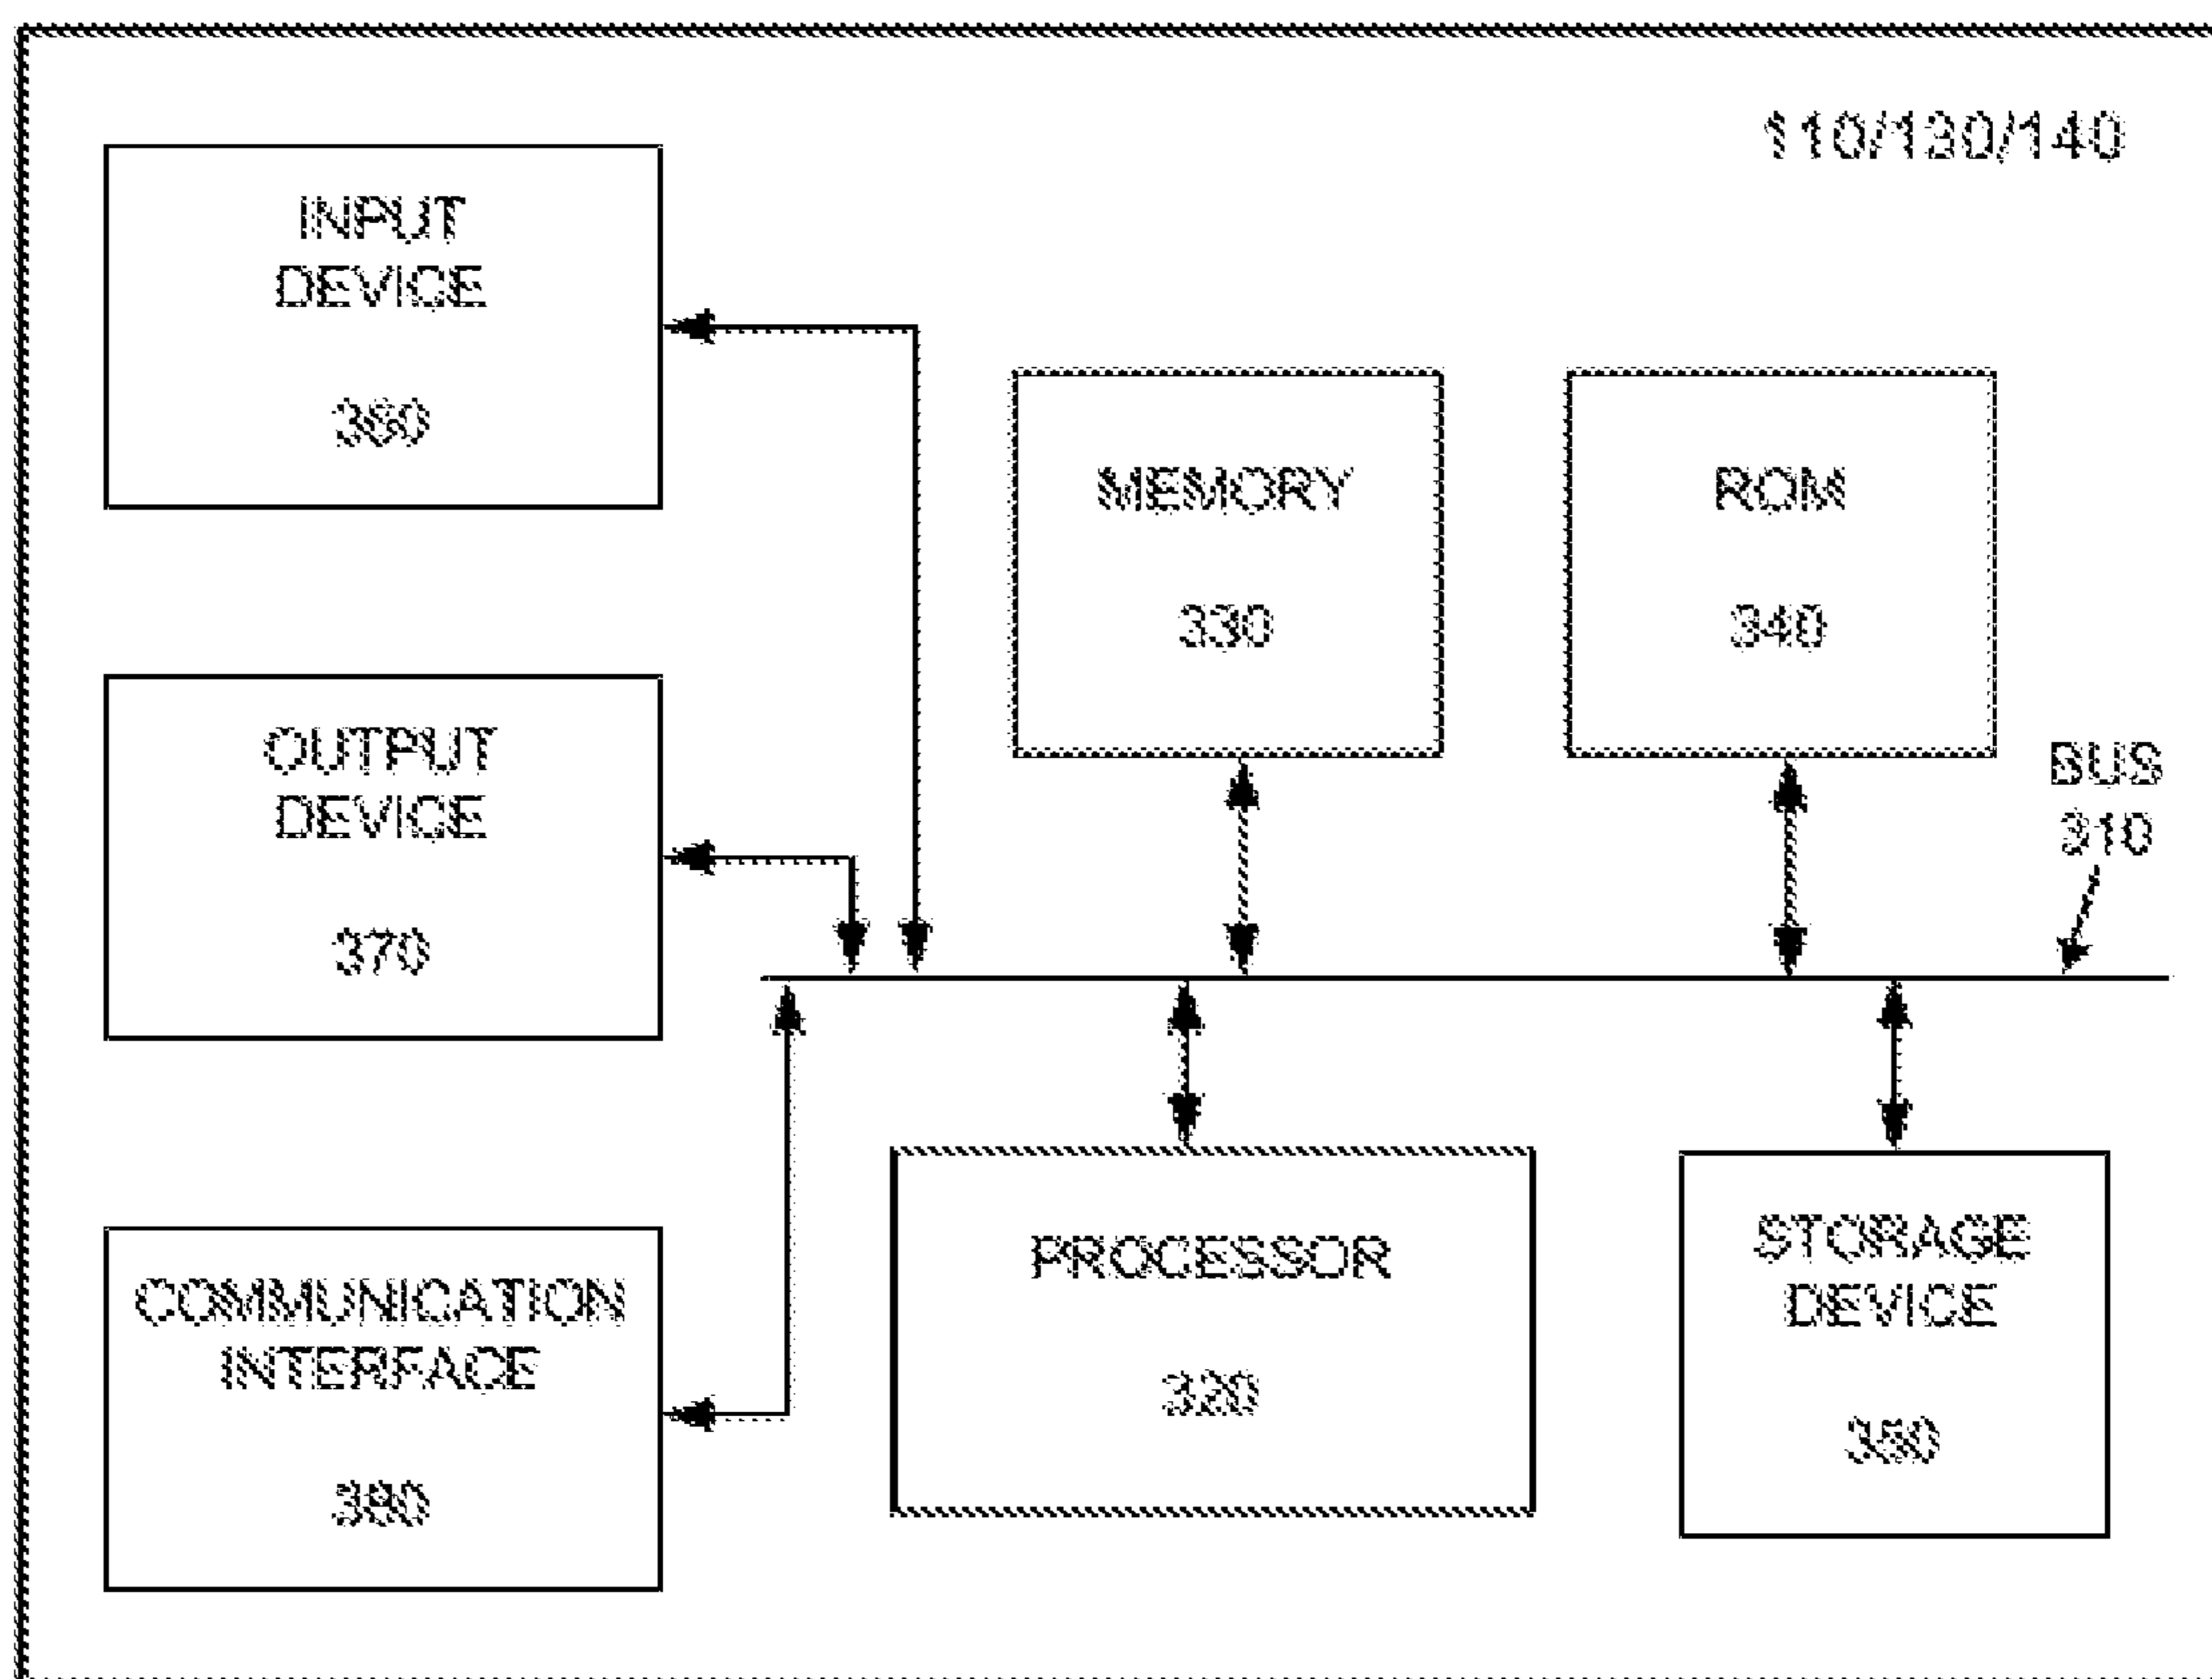 110/130/140
INPUT
DEVICE
360
MEMORY
330
ROM
340
OUTPUT
DEVICE
370
BUS
310
COMMUNICATION
INTERFACE
380
PROCESSOR
320
STORAGE
DEVICE
350